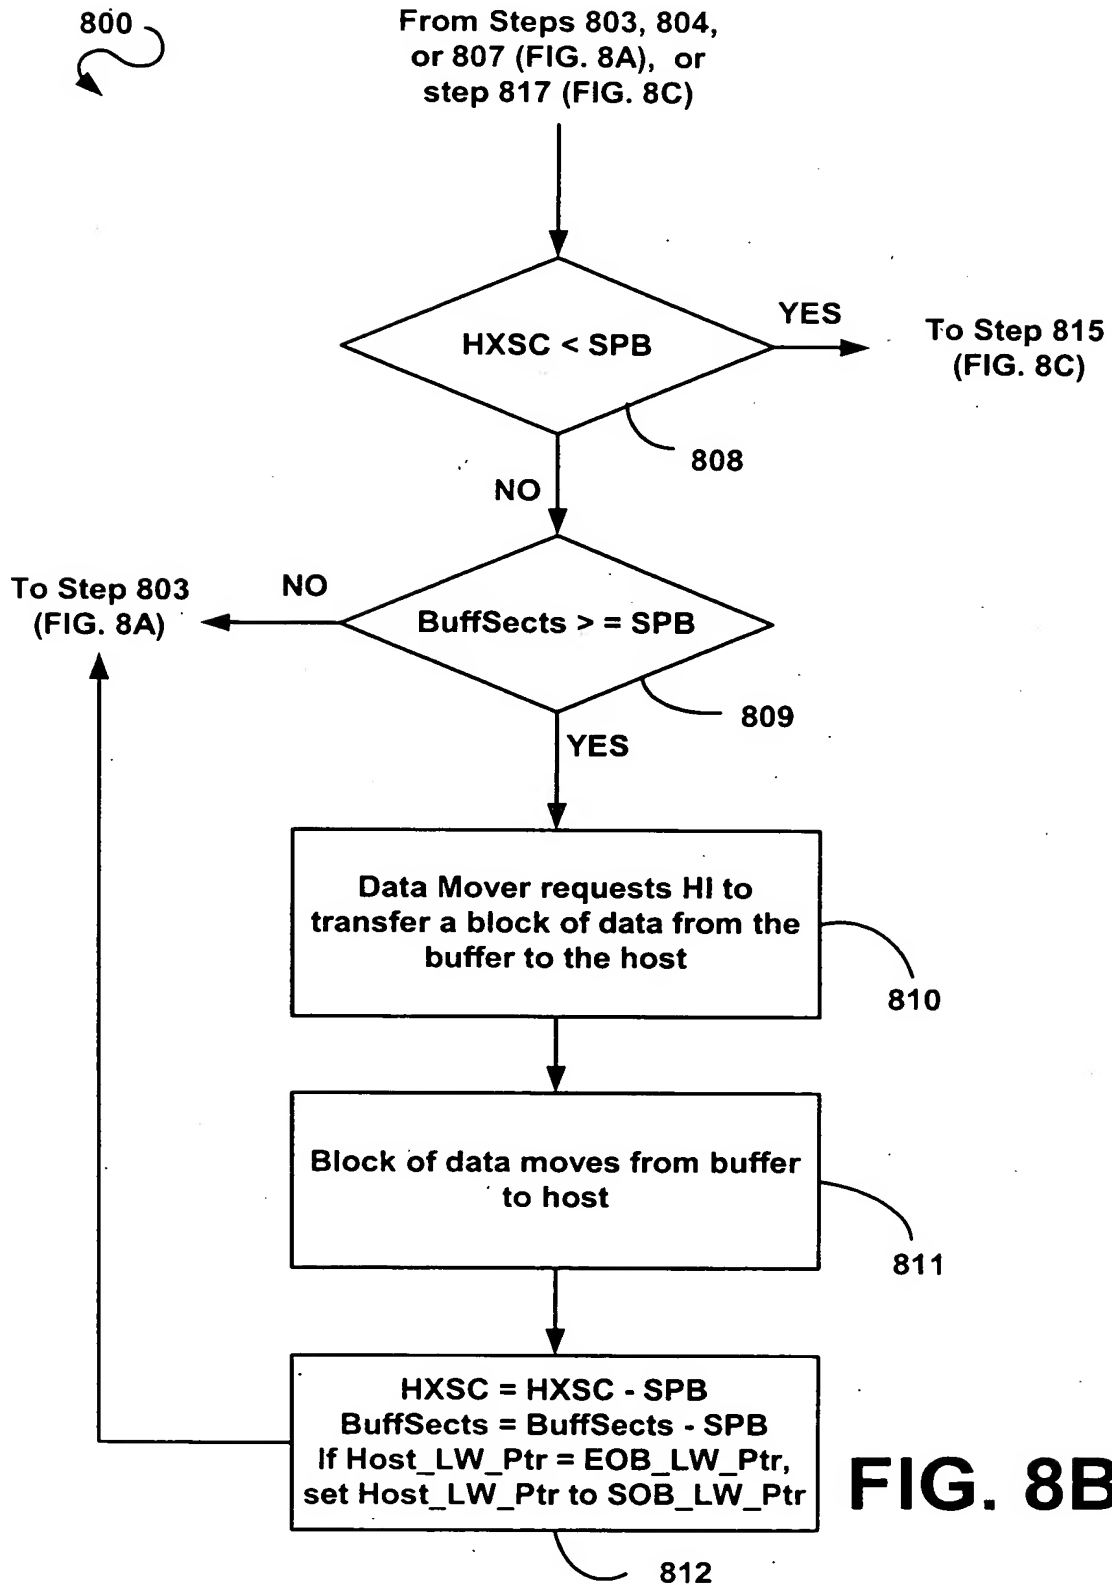 800
From Steps 803, 804,
or 807 (FIG. 8A), or
step 817 (FIG. 8C)
HXSC < SPB
YES
To Step 815
(FIG. 8C)
808
NO
BuffSects > = SPB
NO
To Step 803
(FIG. 8A)
809
YES
Data Mover requests HI to
transfer a block of data from the
buffer to the host
810
Block of data moves from buffer
to host
811
HXSC = HXSC - SPB
BuffSects = BuffSects - SPB
If Host_LW_Ptr = EOB_LW_Ptr,
set Host_LW_Ptr to SOB_LW_Ptr
812
FIG. 8B